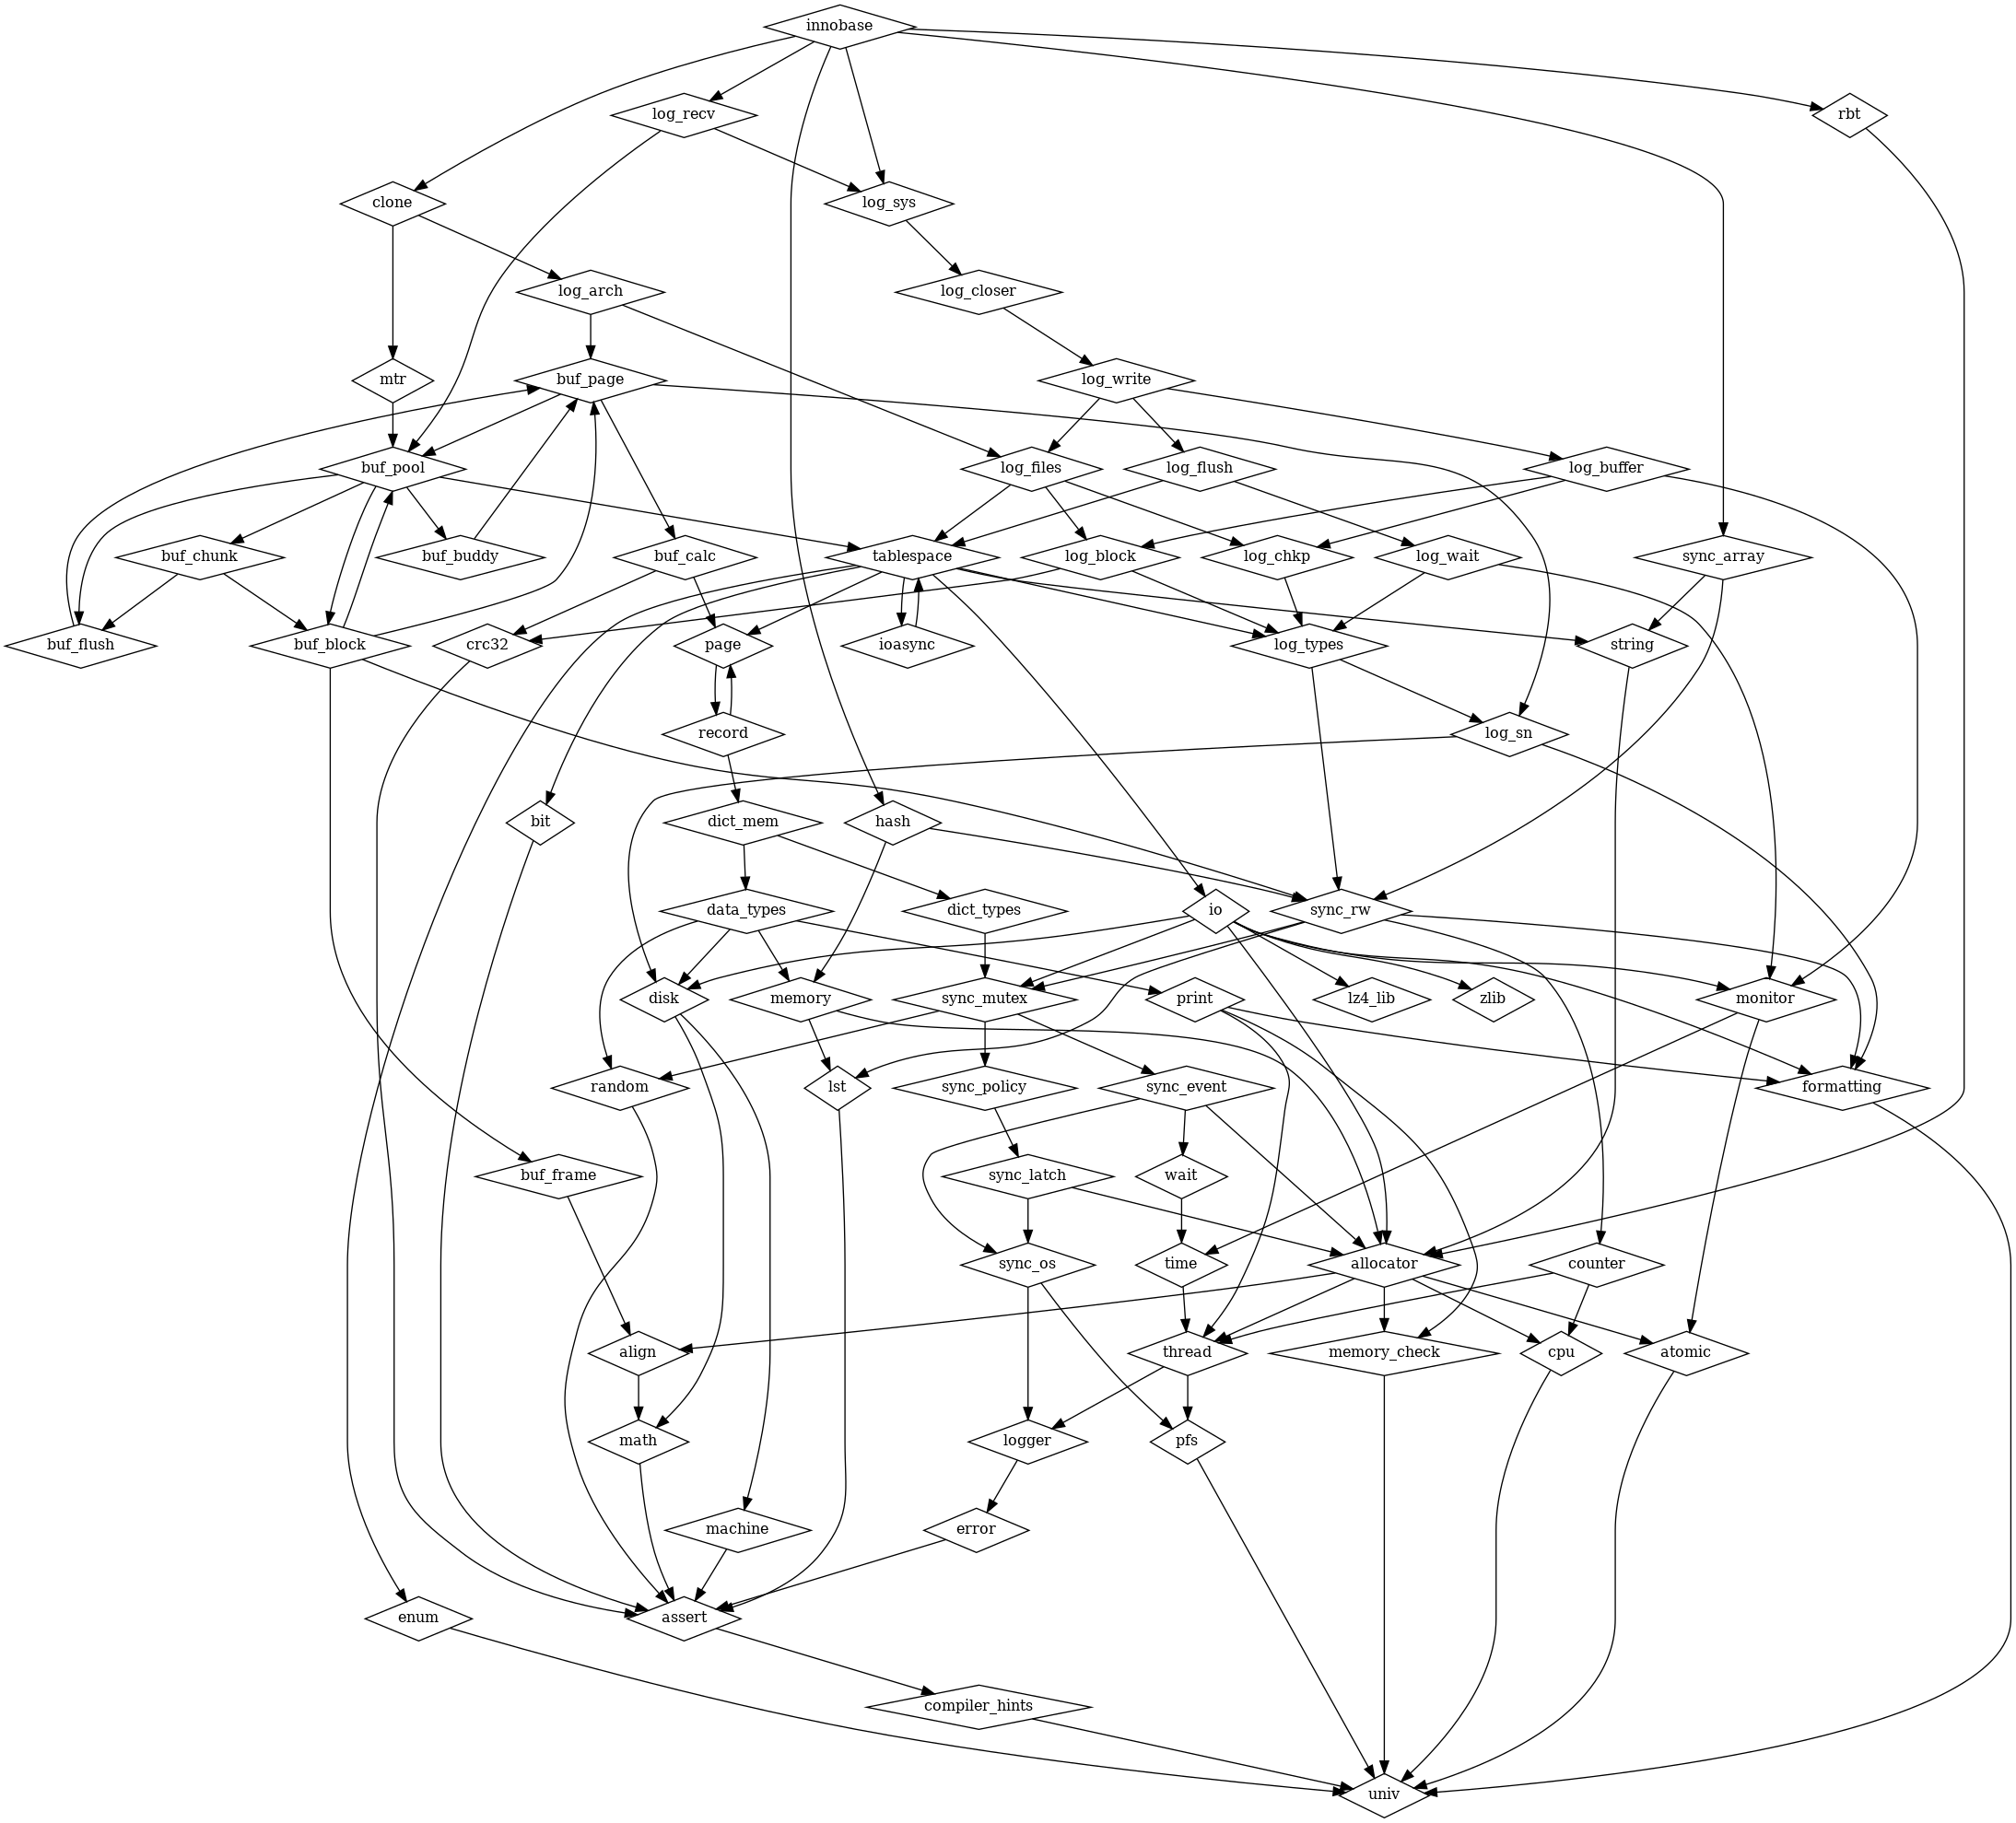 innobase
log_recv
rbt
clone
log_sys
log_arch
log_closer
mtr
buf_page
log_write
buf_pool
log_files
log_flush
log_buffer
buf_chunk
buf_buddy
buf_calc
tablespace
log_block
log_chkp
log_wait
sync_array
buf_flush
buf_block
crc32
page
ioasync
log_types
string
record
log_sn
bit
dict_mem
hash
data_types
dict_types
io
sync_rw
disk
memory
sync_mutex
print
lz4_lib
zlib
monitor
random
lst
sync_policy
sync_event
formatting
buf_frame
sync_latch
wait
sync_os
time
allocator
counter
align
thread
memory_check
cpu
atomic
math
logger
pfs
machine
error
enum
assert
compiler_hints
univ